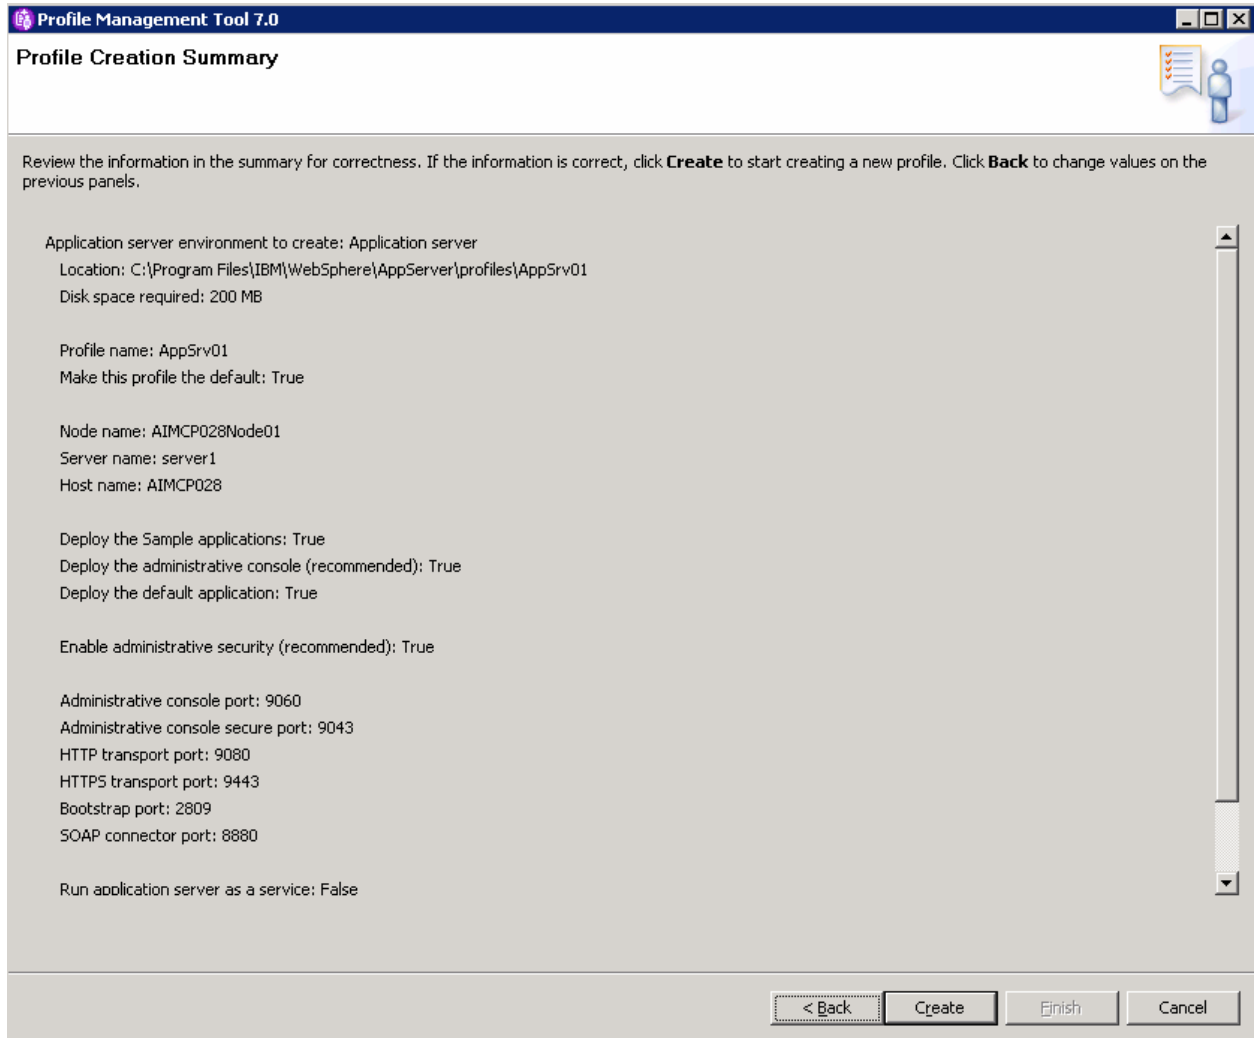 Profile Management Tool 7.0
Profile Creation Summary
Review the information in the summary for correctness. If the information is correct, click Create to start creating a new profile. Click Back to change values on the
previous panels.
Application server environment to create: Application server
Location: C:\Program Files\IBM\WebSphere\AppServer\profiles\AppSrv01
Disk space required: 200 MB
Profile name: AppSrv01
Make this profile the default: True
Node name: AIMCP028Node01
Server name: server1
Host name: AIMCP028
Deploy the Sample applications: True
Deploy the administrative console (recommended): True
Deploy the default application: True
Enable administrative security (recommended): True
Administrative console port: 9060
Administrative console secure port: 9043
HTTP transport port: 9080
HTTPS transport port: 9443
Bootstrap port: 2809
SOAP connector port: 8880
Run application server as a service: False
< Back Create Finish Cancel